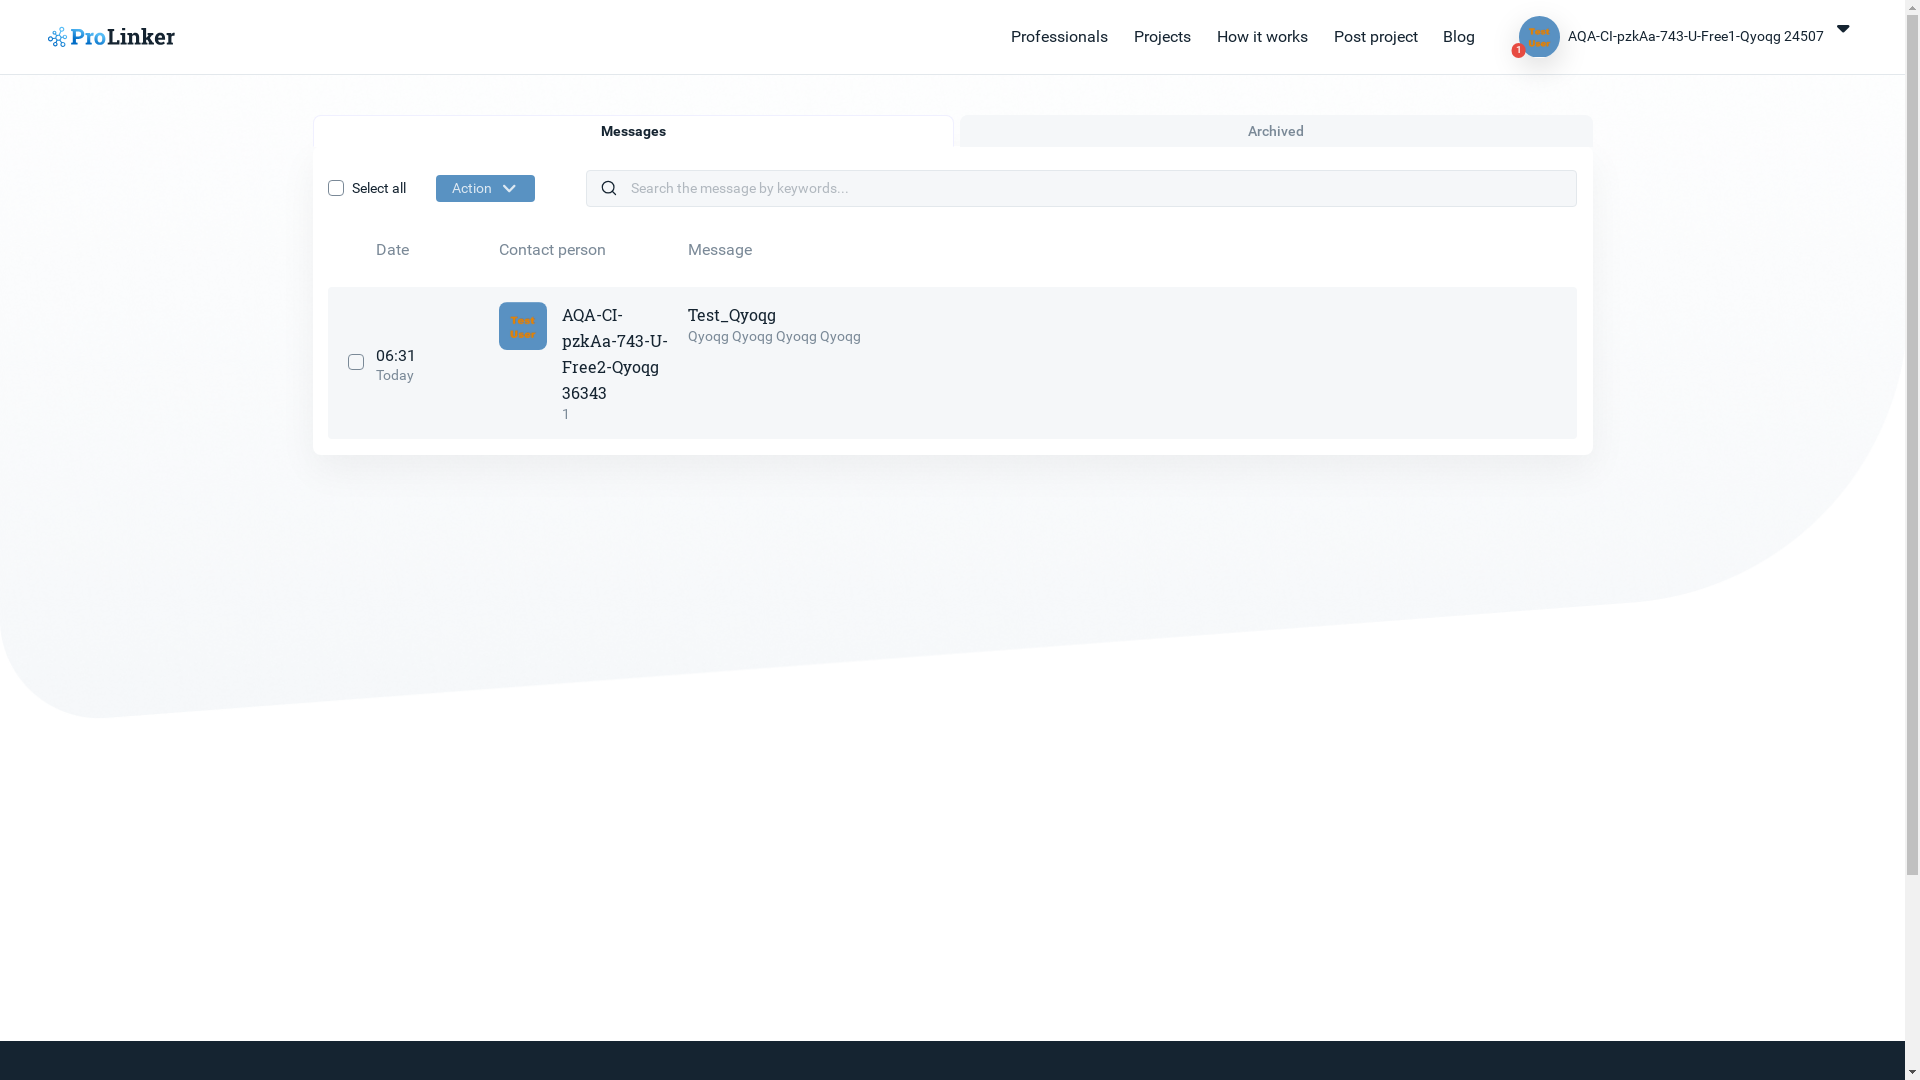 ProLinker
Professionals
Projects
How it works
Post project
Blog
Test
User
1
AQA-CI-pzkAa-743-U-Free1-Qyoqg 24507
Messages
Archived
Select all
Action
Search the message by keywords...
Date
Contact person
Message
06:31
Today
Test
User
AQA-CI-
pzkAa-743-U-
Free2-Qyoqg
36343
1
Test_Qyoqg
Qyoqg Qyoqg Qyoqg Qyoqg